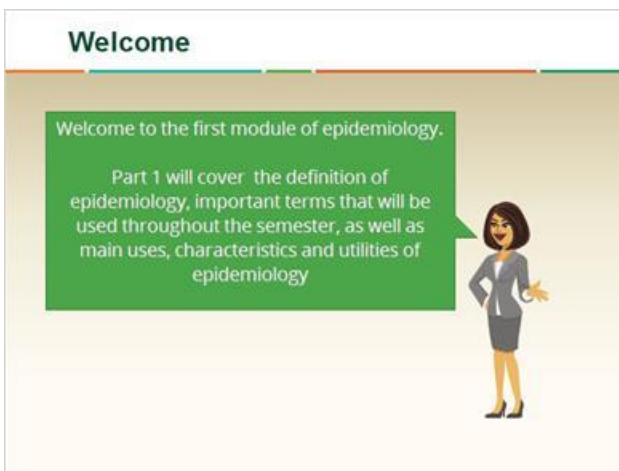 Welcome
Welcome to the first module of epidemiology.
Part 1 will cover the definition of
epidemiology, important terms that will be
used throughout the semester, as well as
main uses, characteristics and utilities of
epidemiology